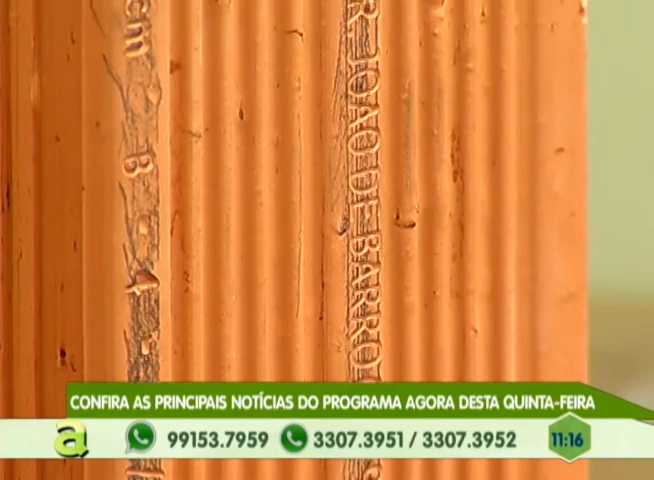 cm B
R JOAO DE BARRO
CONFIRA AS PRINCIPAIS NOTÍCIAS DO PROGRAMA AGORA DESTA QUINTA-FEIRA
a 99153.7959 3307.3951 / 3307.3952 11:16